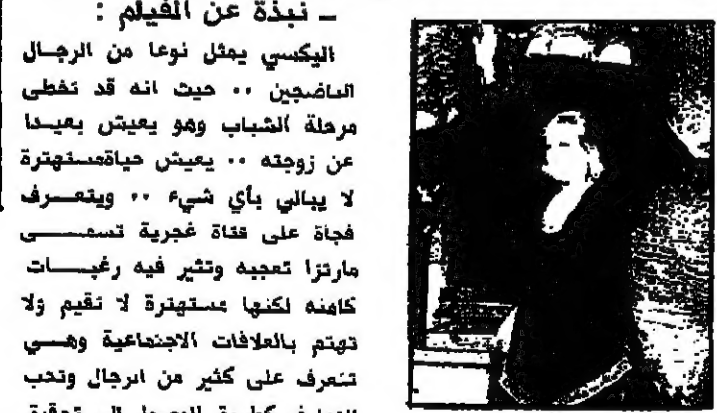 ـ نبذة عن الفيلم :
اليكسي يمثل نوعا من الرجال
الناضجين .. حيث انه قد تخطى
مرحلة الشباب وهو يعيش بعيدا
عن زوجته .. يعيش حياة مستهترة
لا يبالي بأي شيء .. ويتعرف
فجأة على فتاة غجرية تسمى
مارتزا تعجبه وتثير فيه رغبات
كامنه لكنها مستهترة لا تقيم ولا
تهتم بالعلاقات الاجتماعية وهي
تتعرف على كثير من الرجال وتحب